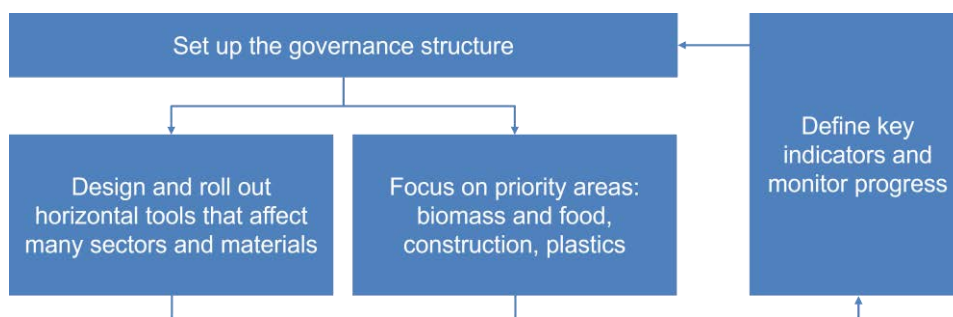 Set up the governance structure
Design and roll out
horizontal tools that affect
many sectors and materials
Focus on priority areas:
biomass and food,
construction, plastics
Define key
indicators and
monitor progress